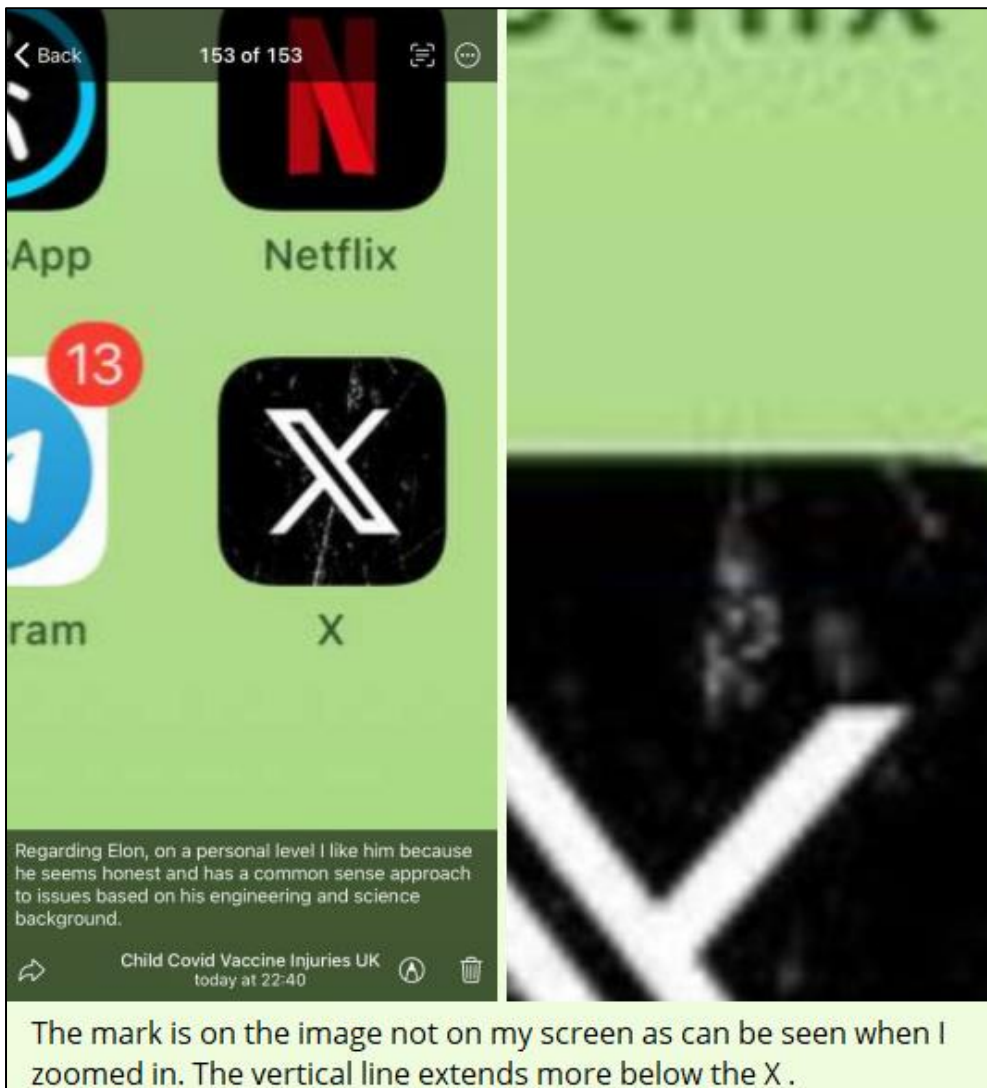 Back
153 of 153
App
Netflix
13
ram
X
Regarding Elon, on a personal level I like him because
he seems honest and has a common sense approach
to issues based on his engineering and science
background.
Child Covid Vaccine Injuries UK
today at 22:40
The mark is on the image not on my screen as can be seen when I
zoomed in. The vertical line extends more below the X .